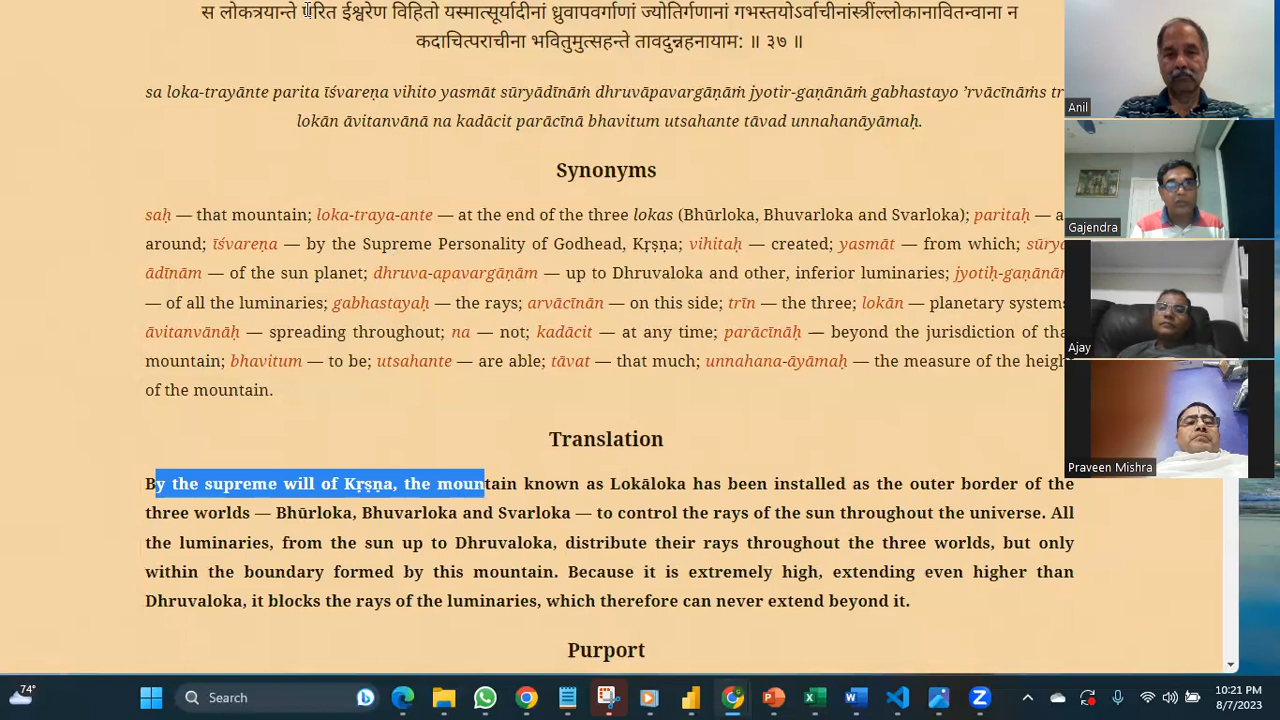 स लोकत्रयान्ते परित ईश्वरेण विहितो यस्मात्सूर्यादीनां ध्रुवापवर्गाणां ज्योतिर्गणानां गभस्तयोऽर्वाचीनांस्त्रींल्लोकानावितन्वाना न
कदाचित्पराचीना भवितुमुत्सहन्ते तावदुन्नहनायाम: ॥ ३७ ॥
sa loka-trayānte parita īśvareṇa vihito yasmāt sūryādīnāṁ dhruvāpavargāṇāṁ jyotir-gaṇānāṁ gabhastayo ’rvācīnāṁs tr
lokān āvitanvānā na kadācit parācīnā bhavitum utsahante tāvad unnahanāyāmaḥ.
Synonyms
saḥ — that mountain; loka-traya-ante — at the end of the three lokas (Bhūrloka, Bhuvarloka and Svarloka); paritaḥ — a
around; īśvareṇa — by the Supreme Personality of Godhead, Kṛṣṇa; vihitaḥ — created; yasmāt — from which; sūrya
ādīnām — of the sun planet; dhruva-apavargāṇām — up to Dhruvaloka and other, inferior luminaries; jyotiḥ-gaṇānām
— of all the luminaries; gabhastayaḥ — the rays; arvācīnān — on this side; trīn — the three; lokān — planetary systems
āvitanvānāḥ — spreading throughout; na — not; kadācit — at any time; parācīnāḥ — beyond the jurisdiction of tha
mountain; bhavitum — to be; utsahante — are able; tāvat — that much; unnahana-āyāmaḥ — the measure of the heigh
of the mountain.
Translation
By the supreme will of Kṛṣṇa, the mountain known as Lokāloka has been installed as the outer border of the
three worlds — Bhūrloka, Bhuvarloka and Svarloka — to control the rays of the sun throughout the universe. All
the luminaries, from the sun up to Dhruvaloka, distribute their rays throughout the three worlds, but only
within the boundary formed by this mountain. Because it is extremely high, extending even higher than
Dhruvaloka, it blocks the rays of the luminaries, which therefore can never extend beyond it.
Purport
Anil
Gajendra
Ajay
Praveen Mishra
74°
Search
10:21 PM
8/7/2023